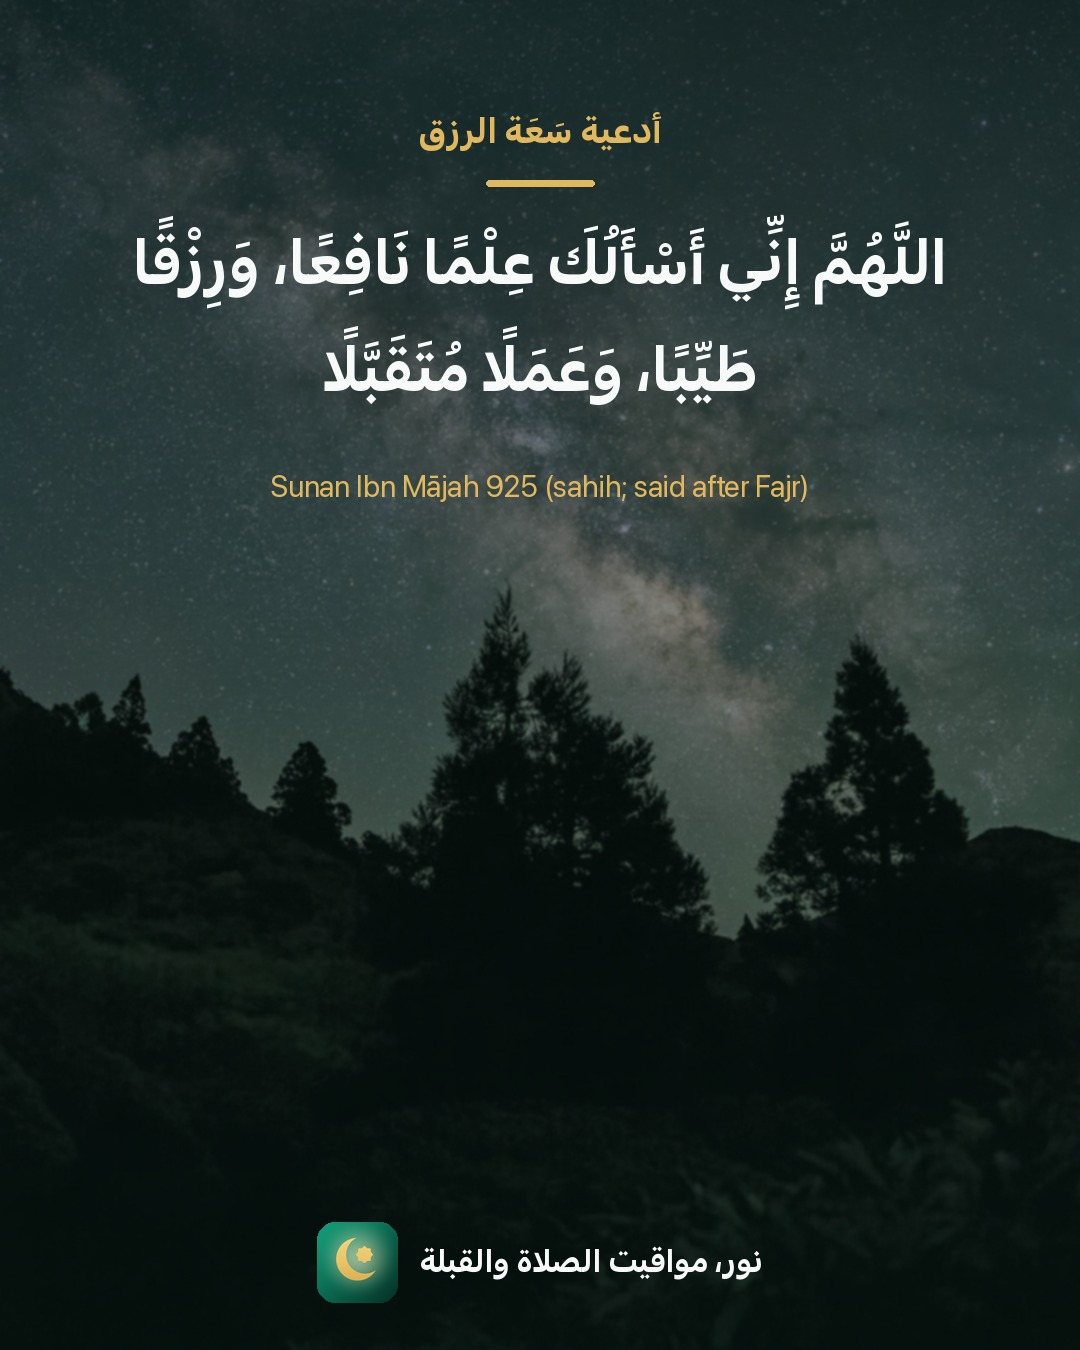 أدعية سَعَة الرزق
اللَّهُمَّ إِنِّي أَسْأَلُكَ عِلْمًا نَافِعًا، وَرِزْقًا
طَيِّبًا، وَعَمَلًا مُتَقَبَّلًا
Sunan Ibn Mājah 925 (sahih; said after Fajr)
نور، مواقيت الصلاة والقبلة